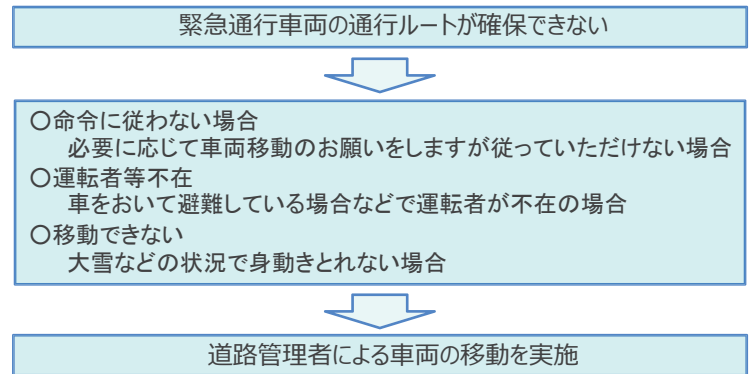 緊急通行車両の通行ルートが確保できない
○命令に従わない場合
必要に応じて車両移動のお願いをしますが従っていただけない場合
○運転者等不在
車をおいて避難している場合などで運転者が不在の場合
○移動できない
大雪などの状況で身動きとれない場合
道路管理者による車両の移動を実施